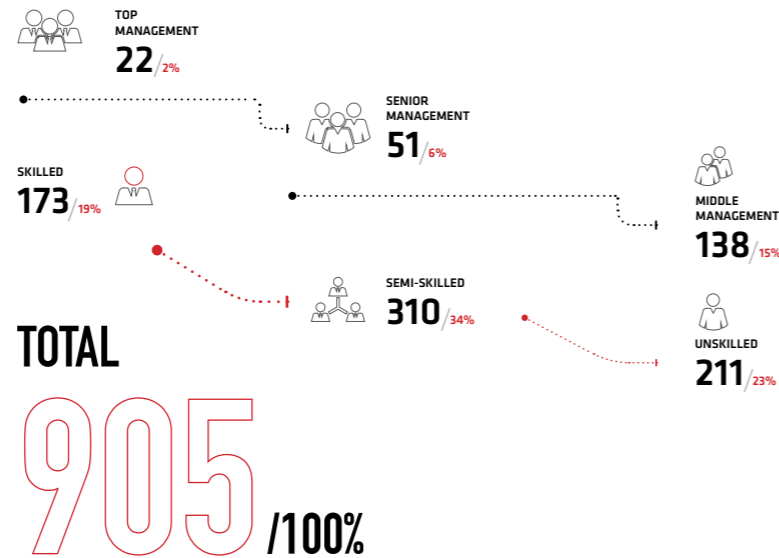 TOP
MANAGEMENT
22/2%
SENIOR
MANAGEMENT
51/6%
SKILLED
173/19%
MIDDLE
MANAGEMENT
138/15%
SEMI-SKILLED
310/34%
UNSKILLED
211/23%
TOTAL
905/100%